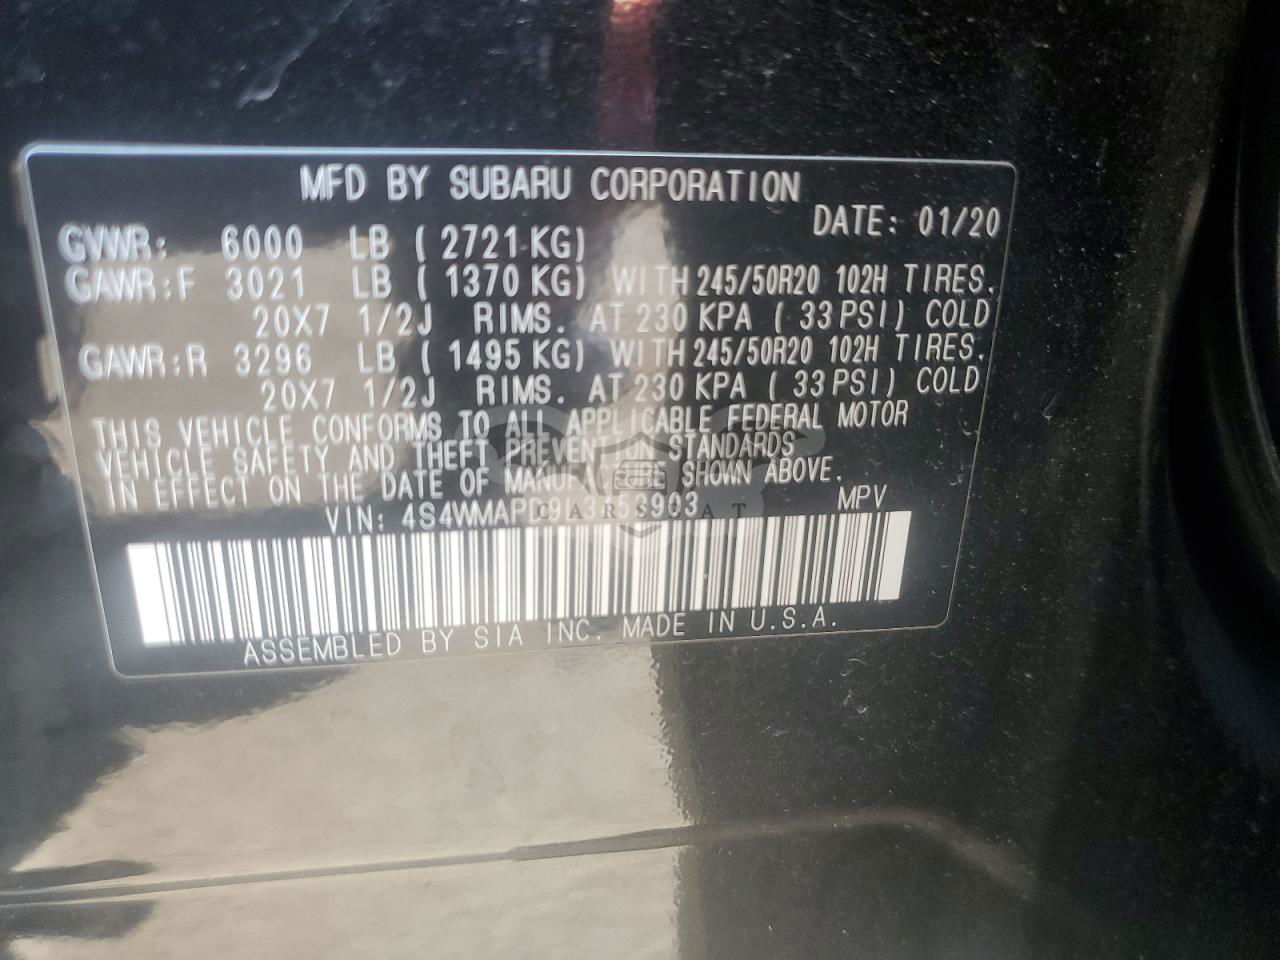 MFD BY SUBARU CORPORATION
DATE: 01/20
GVWR: 6000 LB ( 2721 KG)
GAWR:F 3021 LB ( 1370 KG) WITH 245/50R20 102H TIRES.
20X7 1/2J RIMS. AT 230 KPA ( 33 PSI) COLD
GAWR:R 3296 LB ( 1495 KG) WITH 245/50R20 102H TIRES.
20X7 1/2J RIMS. AT 230 KPA ( 33 PSI) COLD
THIS VEHICLE CONFORMS TO ALL APPLICABLE FEDERAL MOTOR
VEHICLE SAFETY AND THEFT PREVENTION STANDARDS
IN EFFECT ON THE DATE OF MANUFACTURE SHOWN ABOVE.
VIN: MPV
ASSEMBLED BY SIA INC. MADE IN U.S.A.